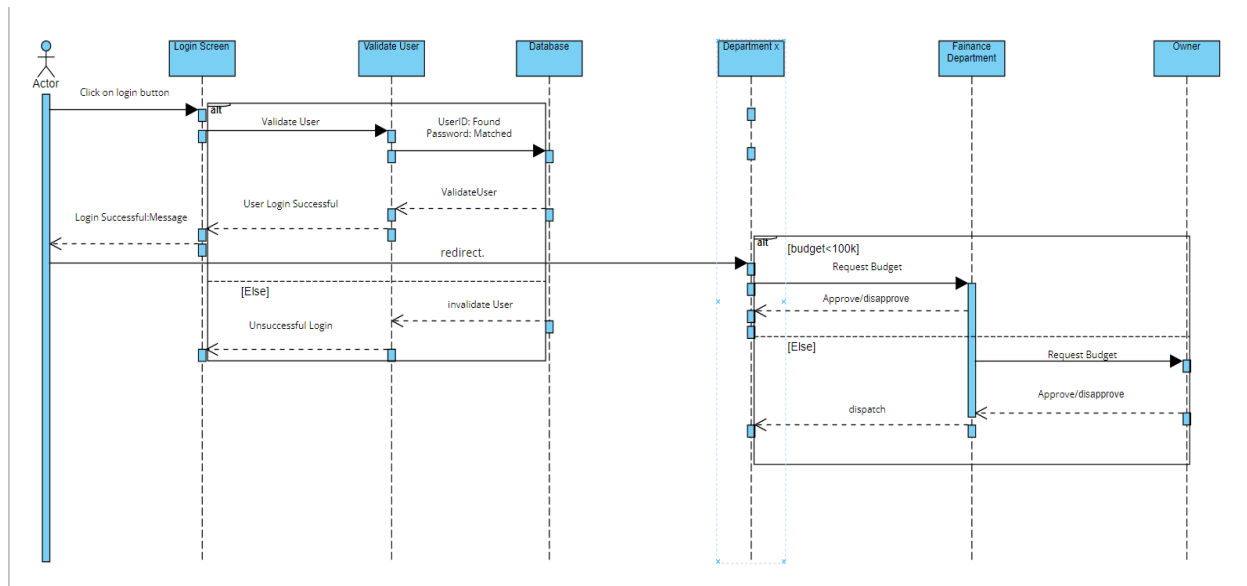 Login Screen
Validate User
Database
Department x
Fainance
Department
Owner
Actor
Click on login button
alt
Validate User
UserID: Found
Password: Matched
ValidateUser
User Login Successful
Login Successful:Message
redirect.
alt
[budget<100k]
Request Budget
[Else]
invalidate User
Approve/disapprove
Unsuccessful Login
[Else]
Request Budget
Approve/disapprove
dispatch